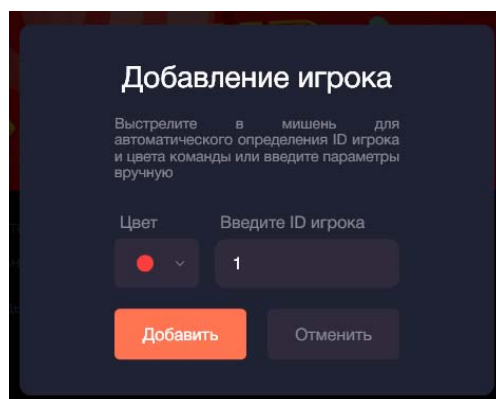 Добавление игрока
Выстрелите в мишень для
автоматического определения ID игрока
и цвета команды или введите параметры
вручную
Цвет Введите ID игрока
1
Добавить Отменить